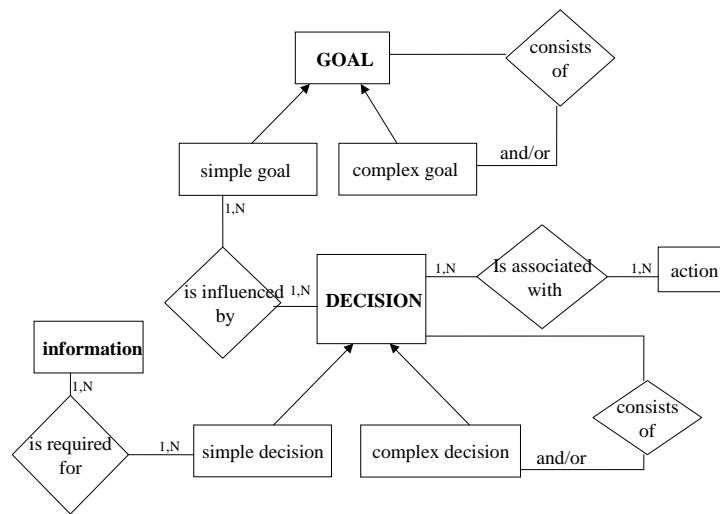 GOAL
consists
of
simple goal
complex goal
and/or
1,N
is influenced
by
1,N
DECISION
1,N
Is associated
with
1,N
action
information
1,N
is required
for
1,N
simple decision
complex decision
and/or
consists
of